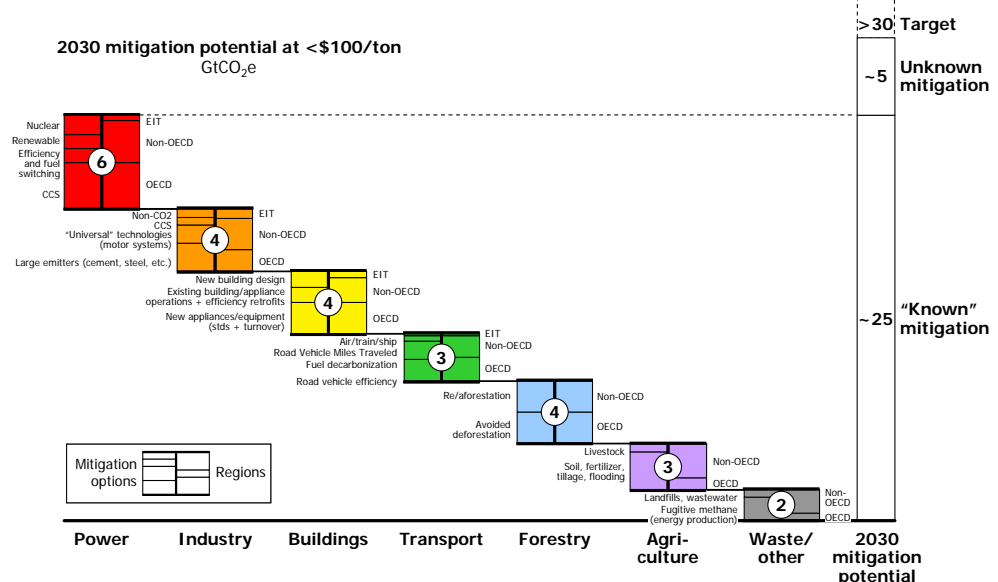 >30 Target
2030 mitigation potential at <$100/ton
GtCO2e
~5
Unknown
mitigation
Nuclear
Renewable
Efficiency
and fuel
switching
CCS
6
EIT
Non-OECD
OECD
Non-CO2
CCS
“Universal” technologies
(motor systems)
Large emitters (cement, steel, etc.)
4
EIT
Non-OECD
OECD
New building design
Existing building/appliance
operations + efficiency retrofits
New appliances/equipment
(stds + turnover)
4
EIT
Non-OECD
OECD
~25
“Known”
mitigation
Air/train/ship
Road Vehicle Miles Traveled
Fuel decarbonization
Road vehicle efficiency
3
EIT
Non-OECD
OECD
Re/aforestation
Avoided
deforestation
4
Non-OECD
OECD
Livestock
Soil, fertilizer,
tillage, flooding
3
Non-OECD
OECD
Landfills, wastewater
Fugitive methane
(energy production)
2
Non-
OECD
OECD
Mitigation
options
Regions
Power
Industry
Buildings
Transport
Forestry
Agri-
culture
Waste/
other
2030
mitigation
potential